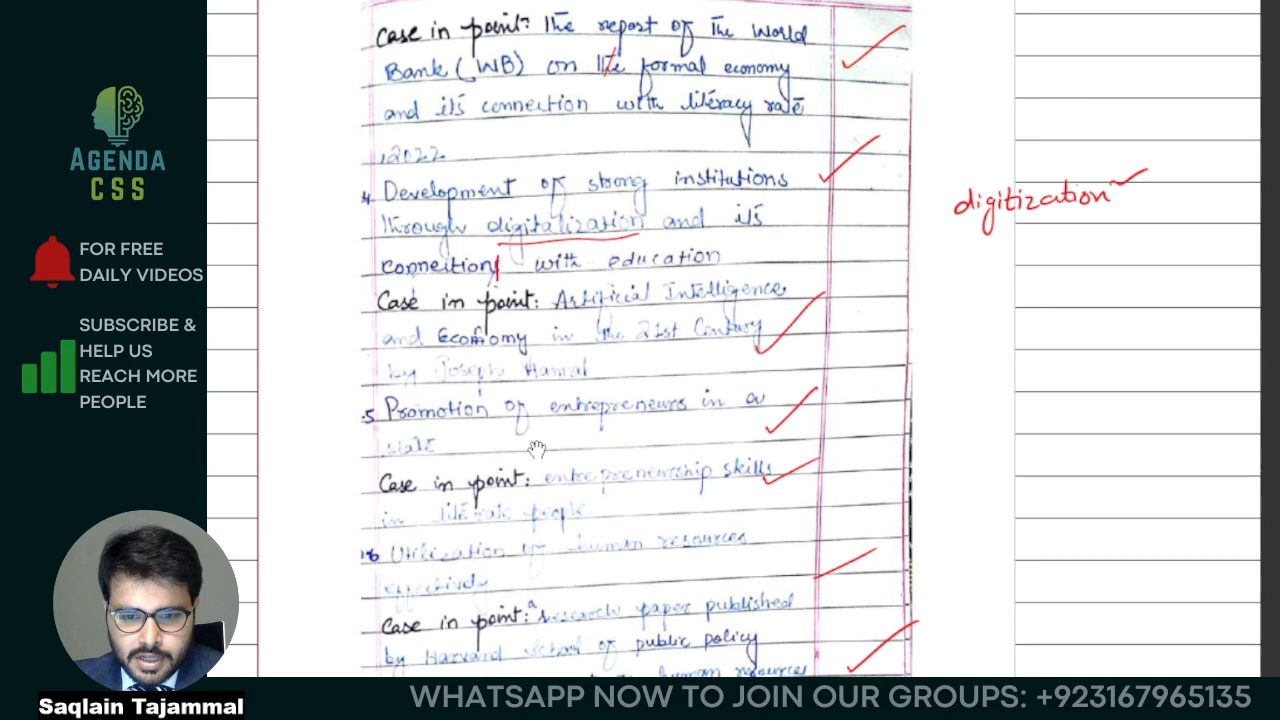 AGENDA
CSS
FOR FREE
DAILY VIDEOS
SUBSCRIBE &
HELP US
REACH MORE
PEOPLE
Case in point: The report of The World
Bank (WB) on the formal economy
and its connection with literacy rate
,2022
4 Development of strong institutions
through digitalization and its
connection with education
Case in point: Artificial Intelligence
and Economy in the 21st Century
by Joseph
.5 Promotion of entrepreneurs in a
state
Case in point: entrepreneurship skills
in literate people
.6 Utilization of human resources
effectively
Case in point: a research paper published
by Harvard School of public policy
human resources
digitization
Saqlain Tajammal
WHATSAPP NOW TO JOIN OUR GROUPS: +923167965135